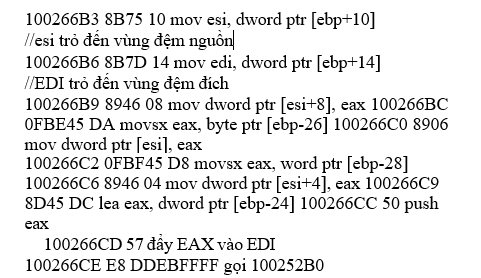 100266B3 8B75 10 mov esi, dword ptr [ebp+10]
//esi trỏ đến vùng đệm nguồn
100266B6 8B7D 14 mov edi, dword ptr [ebp+14]
//EDI trỏ đến vùng đệm đích
100266B9 8946 08 mov dword ptr [esi+8], eax 100266BC
0FBE45 DA movsx eax, byte ptr [ebp-26] 100266C0 8906
mov dword ptr [esi], eax
100266C2 0FBF45 D8 movsx eax, word ptr [ebp-28]
100266C6 8946 04 mov dword ptr [esi+4], eax 100266C9
8D45 DC lea eax, dword ptr [ebp-24] 100266CC 50 push
eax
100266CD 57 đẩy EAX vào EDI
100266CE E8 DDEBFFFF gọi 100252B0